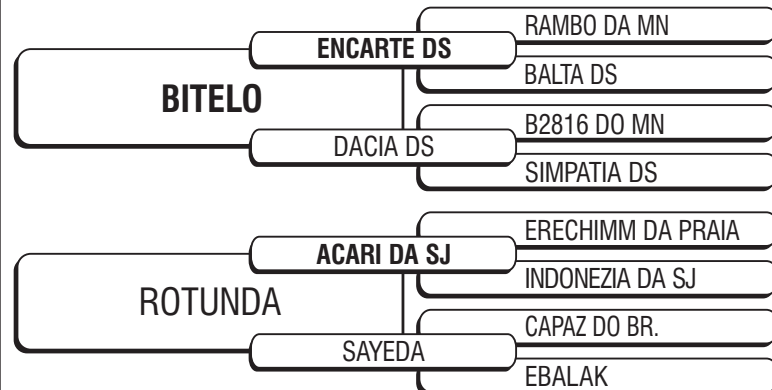 RAMBO DA MN
ENCARTE DS
BALTA DS
BITELO
B2816 DO MN
DACIA DS
SIMPATIA DS
ERECHIMM DA PRAIA
ACARI DA SJ
INDONEZIA DA SJ
ROTUNDA
CAPAZ DO BR.
SAYEDA
EBALAK